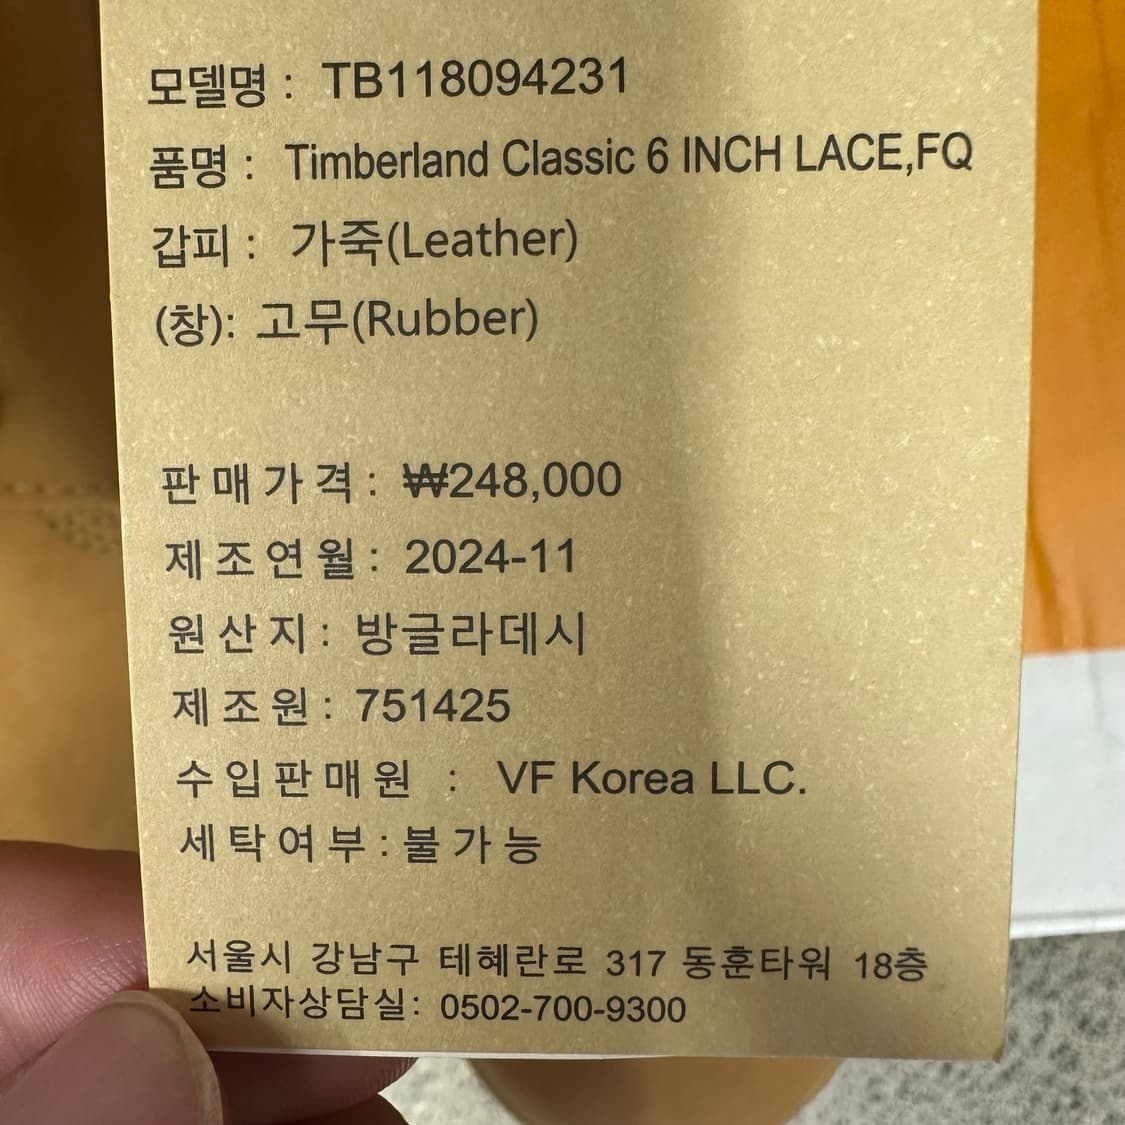 모델명 : TB118094231
품명 : Timberland Classic 6 INCH LACE,FQ
갑피 : 가죽(Leather)
(창): 고무(Rubber)
판매가격 : ₩248,000
제조연월 : 2024-11
원산지 : 방글라데시
제조원 : 751425
수입판매원 : VF Korea LLC.
세탁여부 : 불가능
서울시 강남구 테헤란로 317 동훈타워 18층
소비자상담실: 0502-700-9300